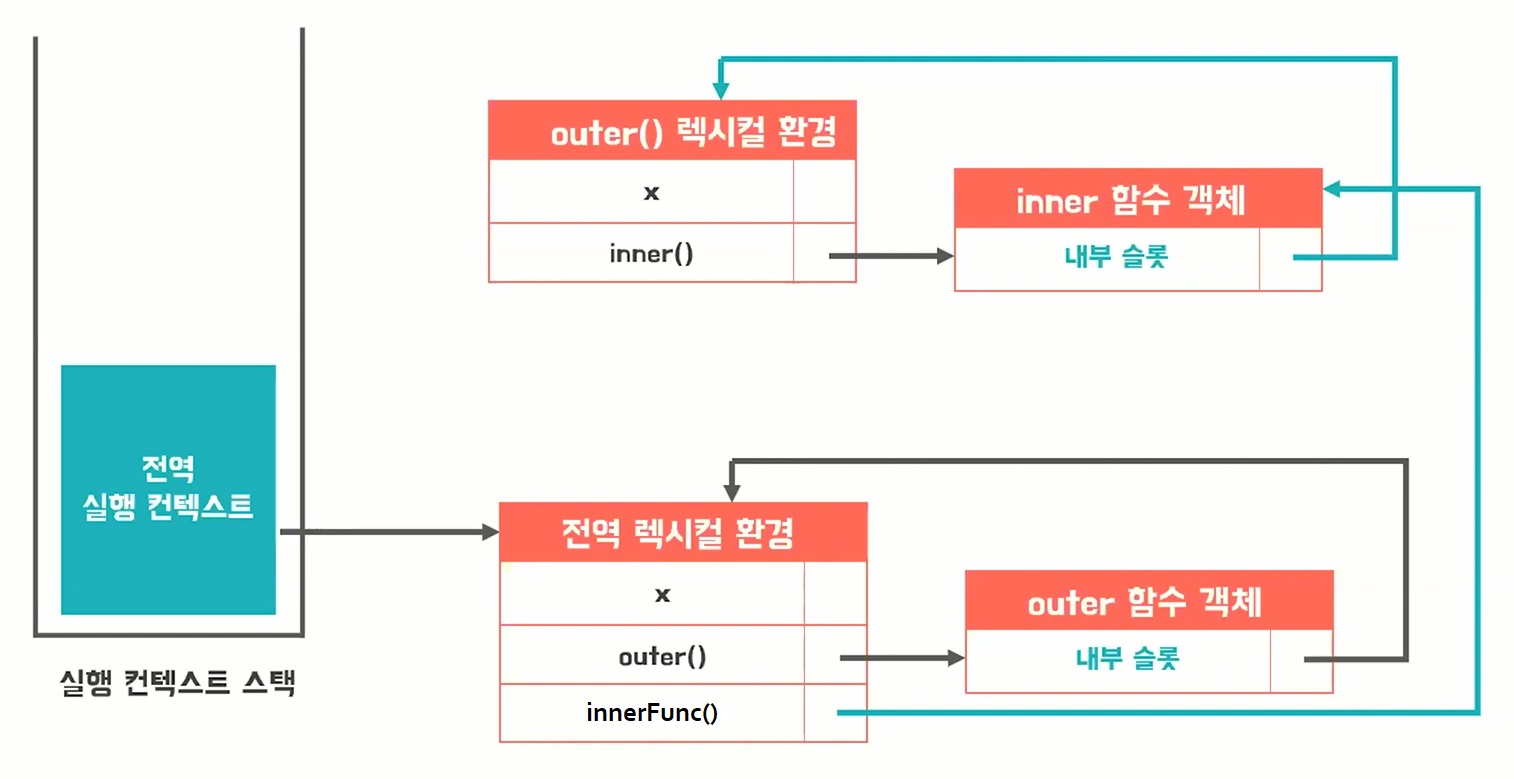 outer() 렉시컬 환경
x
inner()
inner 함수 객체
내부 슬롯
전역
실행 컨텍스트
실행 컨텍스트 스택
전역 렉시컬 환경
x
outer()
innerFunc()
outer 함수 객체
내부 슬롯